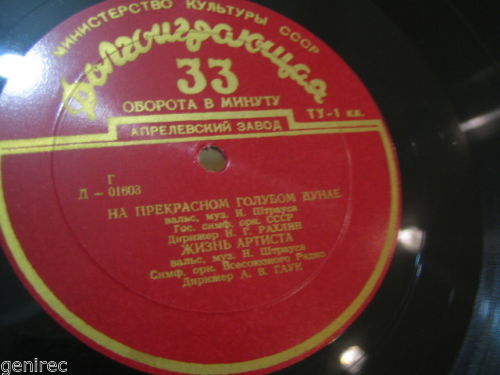 МИНИСТЕРСТВО КУЛЬТУРЫ СССР
Долгоиграющая
33
ОБОРОТА В МИНУТУ
ТУ-1 кл.
АПРЕЛЕВСКИЙ ЗАВОД
Г
Д — 01603
НА ПРЕКРАСНОМ ГОЛУБОМ ДУНАЕ
вальс, муз. И. Штрауса
Гос. симф. орк. СССР
Дирижер Н. Г. РАХЛИН
ЖИЗНЬ АРТИСТА
вальс, муз. И. Штрауса
Симф. орк. Всесоюзного Радио
Дирижер А. В. ГАУК
genirec